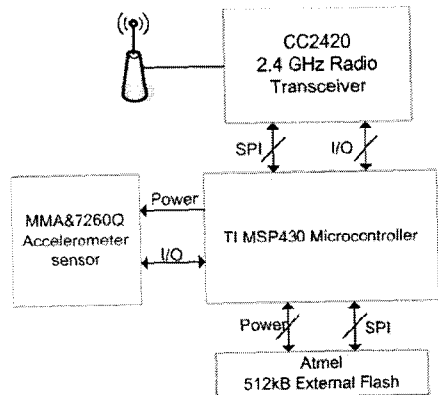 CC2420
2.4 GHz Radio
Transceiver
SPI
I/O
MMA&7260Q
Accelerometer
sensor
Power
I/O
TI MSP430 Microcontroller
Power
SPI
Atmel
512kB External Flash